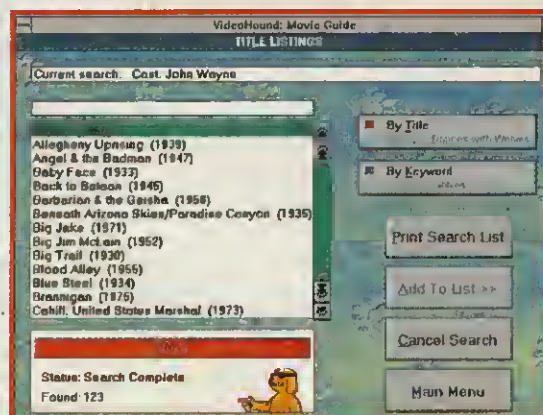 VideoHound: Movie Guide
TITLE LISTINGS
Current search: Cast: John Wayne
Allegheny Uprising (1939)
Angel & the Badman (1947)
Baby Face (1933)
Back to Bataan (1945)
Barbarian & the Geisha (1958)
Beneath Arizona Skies/Paradise Canyon (1935)
Big Jake (1971)
Big Jim McLain (1952)
Big Trail (1930)
Blood Alley (1955)
Blue Steel (1934)
Brannigan (1975)
Cahill, United States Marshal (1973)
By Title
By Keyword
Print Search List
Add To List >>
Cancel Search
Main Menu
Status: Search Complete
Found: 123